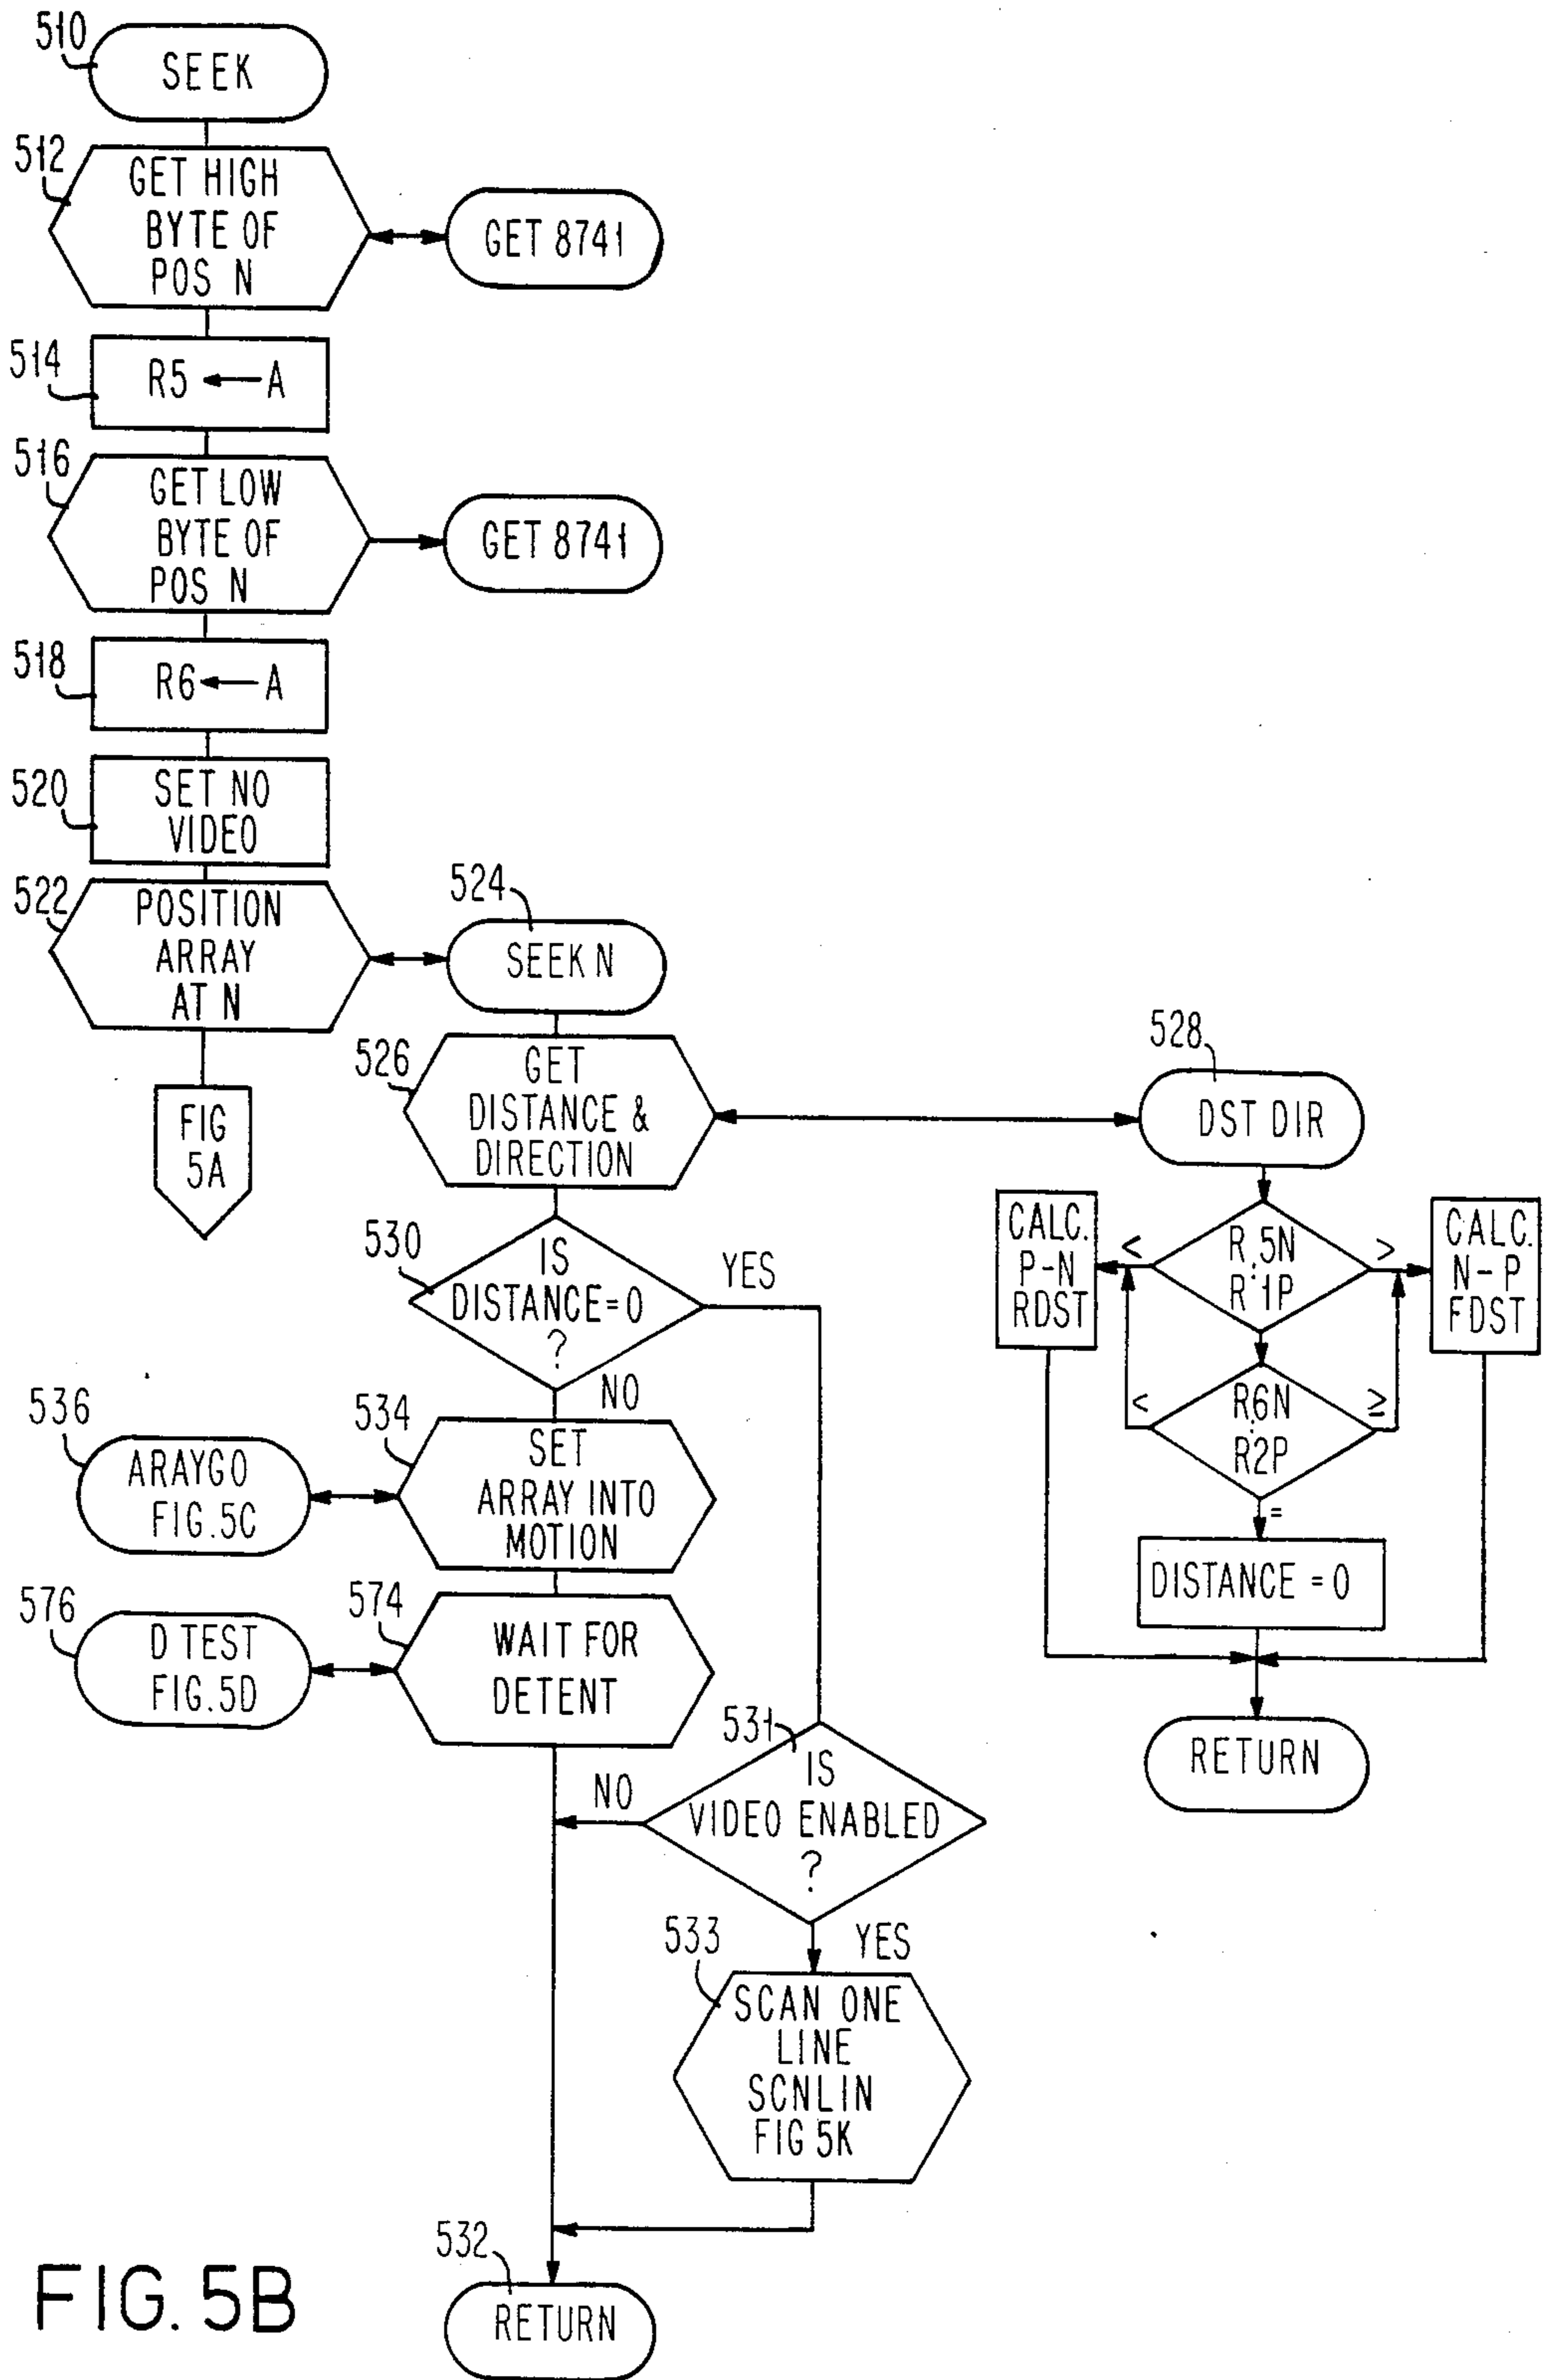 510
SEEK
512
GET HIGH
BYTE OF
POS N
GET 8741
514
R5 ← A
516
GET LOW
BYTE OF
POS N
GET 8741
518
R6 ← A
520
SET NO
VIDEO
522
POSITION
ARRAY
AT N
524
SEEK N
FIG
5A
526
GET
DISTANCE &
DIRECTION
528
DST DIR
530
IS
DISTANCE=0
?
YES
NO
CALC.
P-N
RDST
<
R.5N
:
R1P
>
CALC.
N-P
FDST
<
R6N
:
R2P
≥
=
DISTANCE = 0
RETURN
536
ARAYGO
FIG.5C
534
SET
ARRAY INTO
MOTION
576
D TEST
FIG.5D
574
WAIT FOR
DETENT
531
IS
VIDEO ENABLED
?
NO
YES
533
SCAN ONE
LINE
SCNLIN
FIG 5K
532
RETURN
FIG. 5B